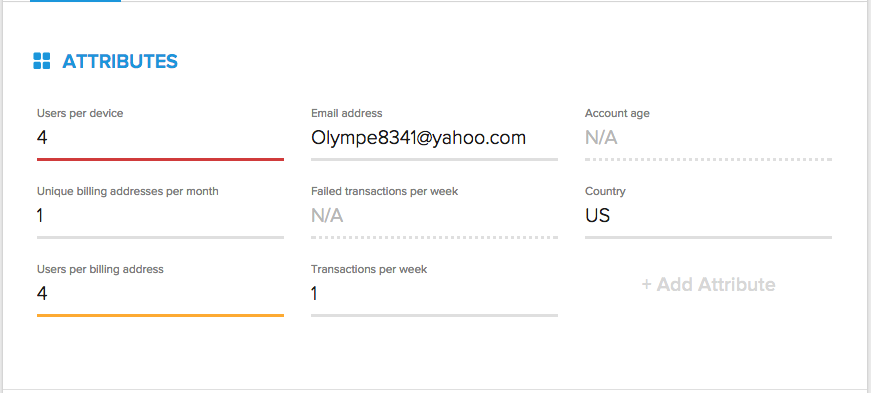 ATTRIBUTES
Users per device
4
Email address
Olympe8341@yahoo.com
Account age
N/A
Unique billing addresses per month
1
Failed transactions per week
N/A
Country
US
Users per billing address
4
Transactions per week
1
+ Add Attribute